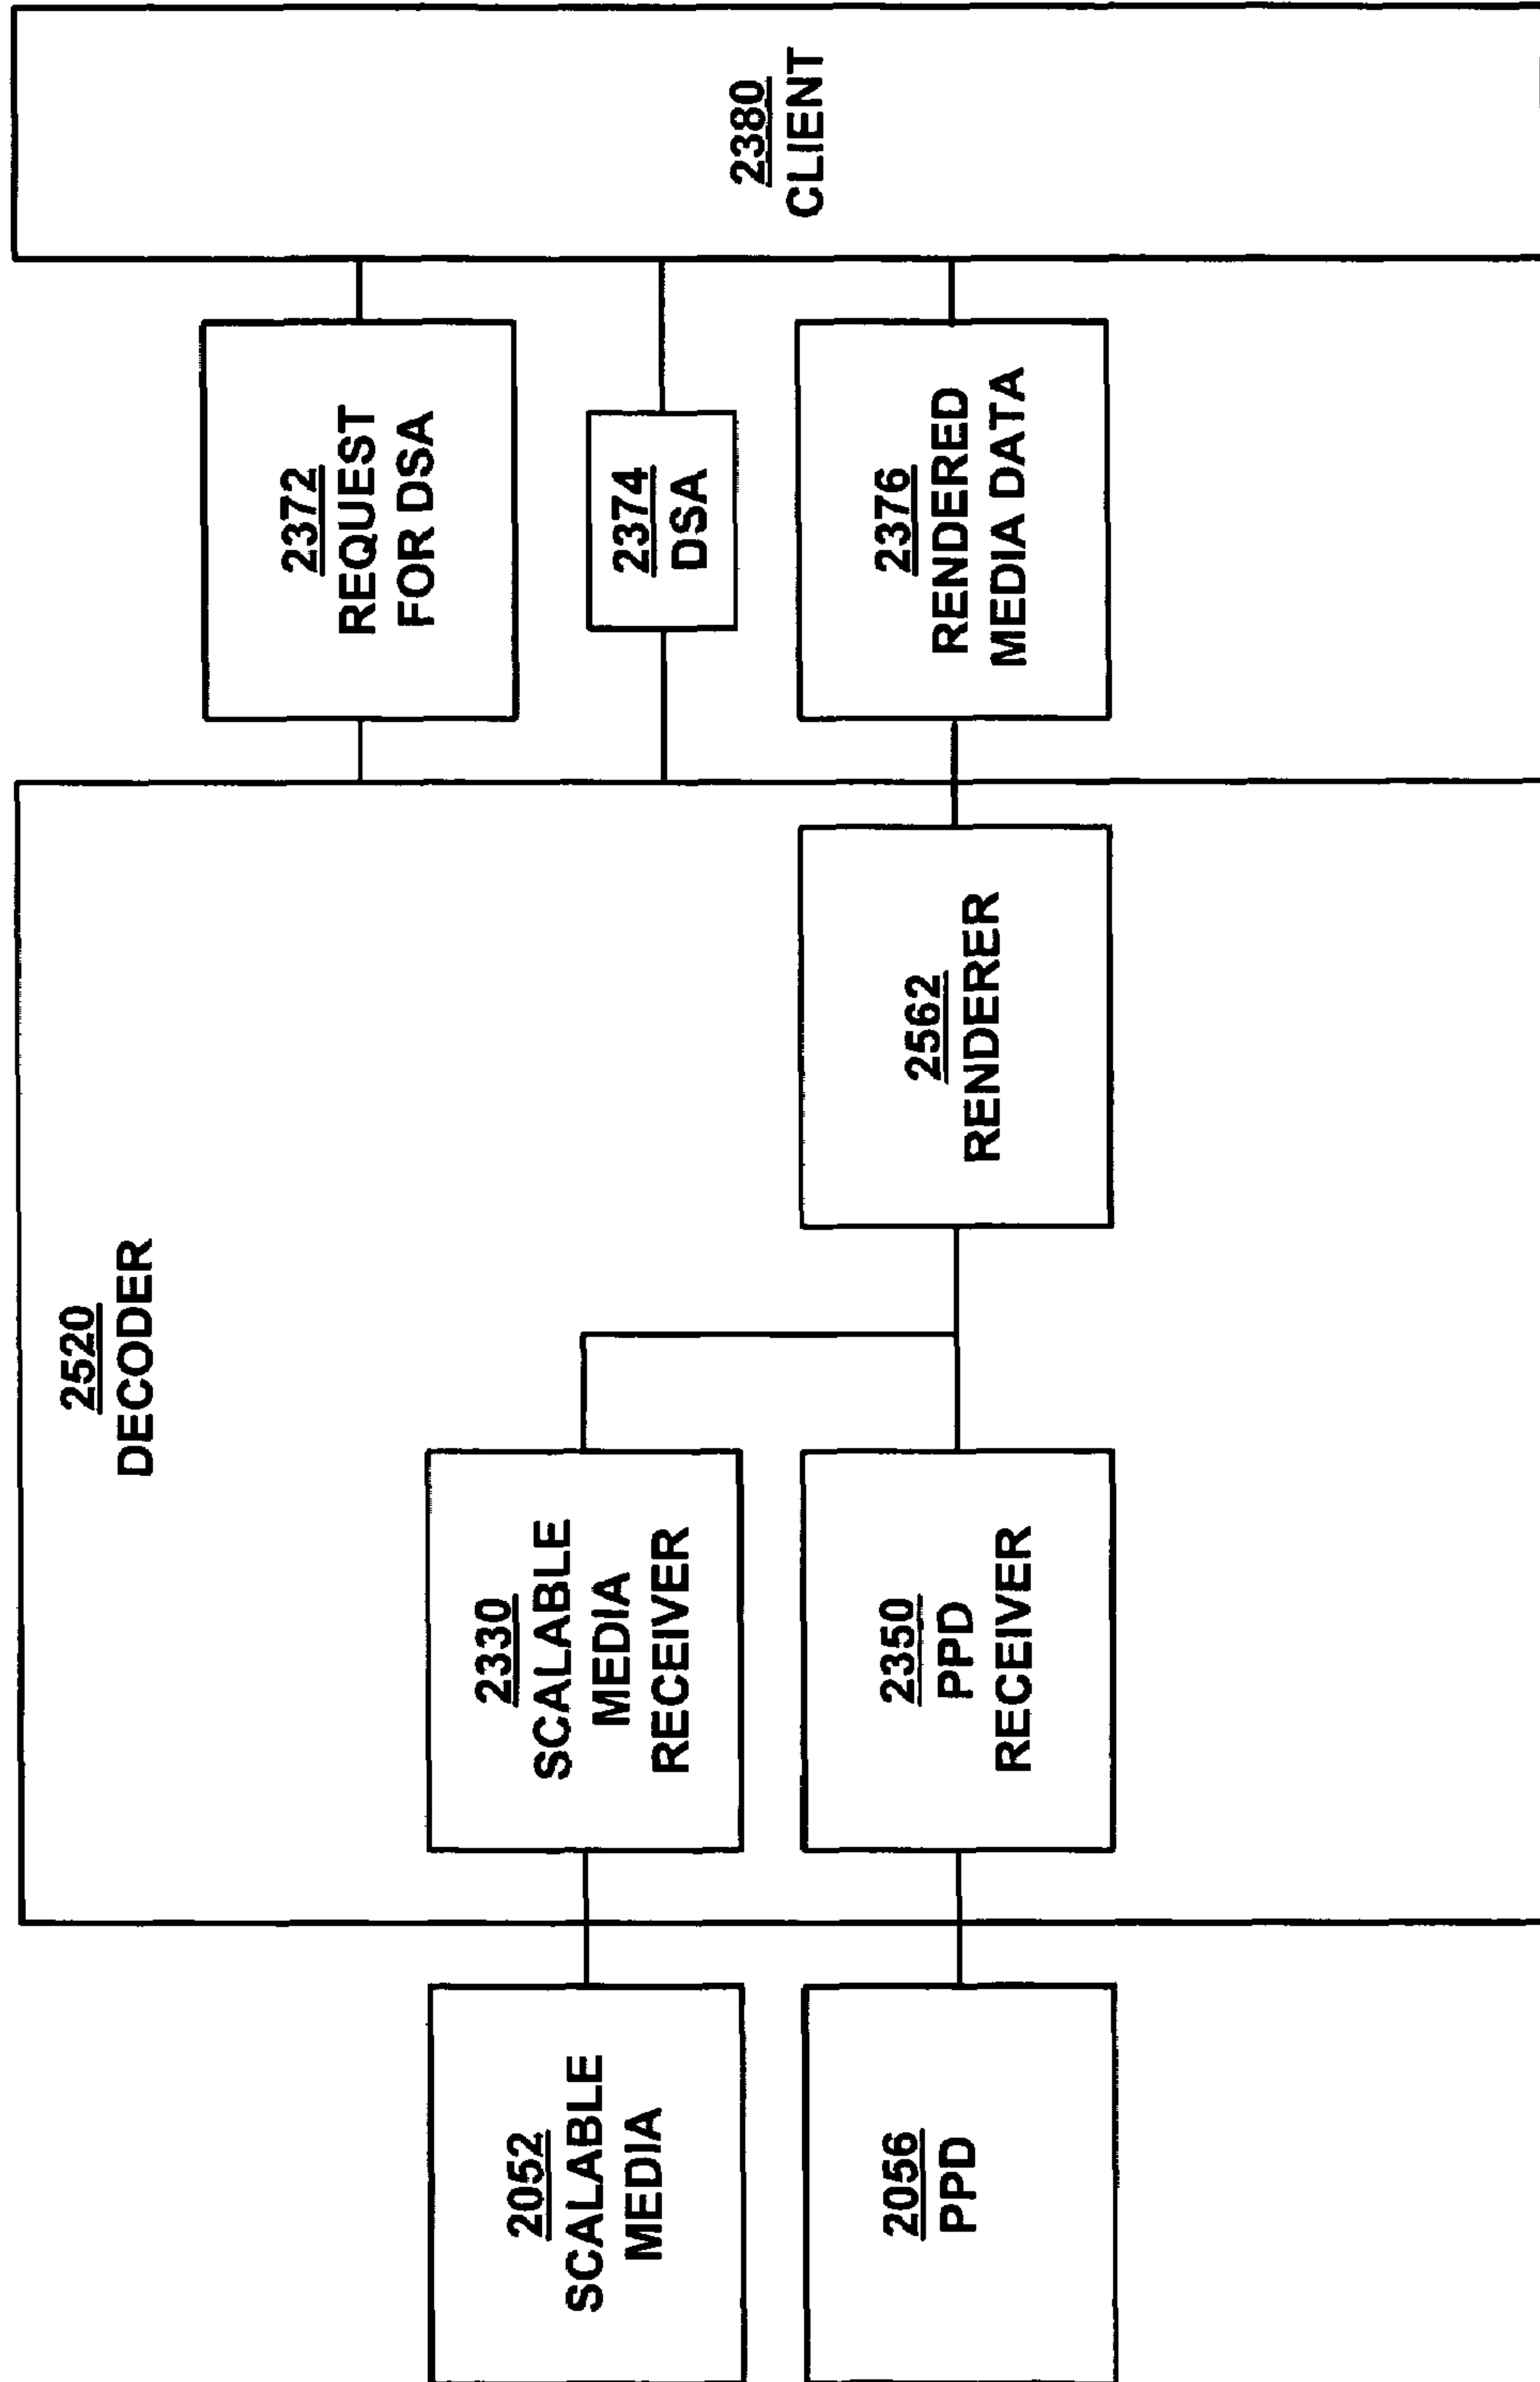 2052
SCALABLE
MEDIA
2056
PPD
2520
DECODER
2330
SCALABLE
MEDIA
RECEIVER
2350
PPD
RECEIVER
2562
RENDERER
2372
REQUEST
FOR DSA
2374
DSA
2376
RENDERED
MEDIA DATA
2380
CLIENT